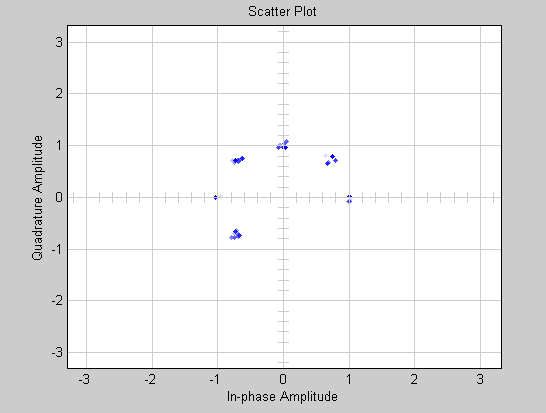 Scatter Plot
3
2
1
0
-1
-2
-3
Quadrature Amplitude
-3 -2 -1 0 1 2 3
In-phase Amplitude